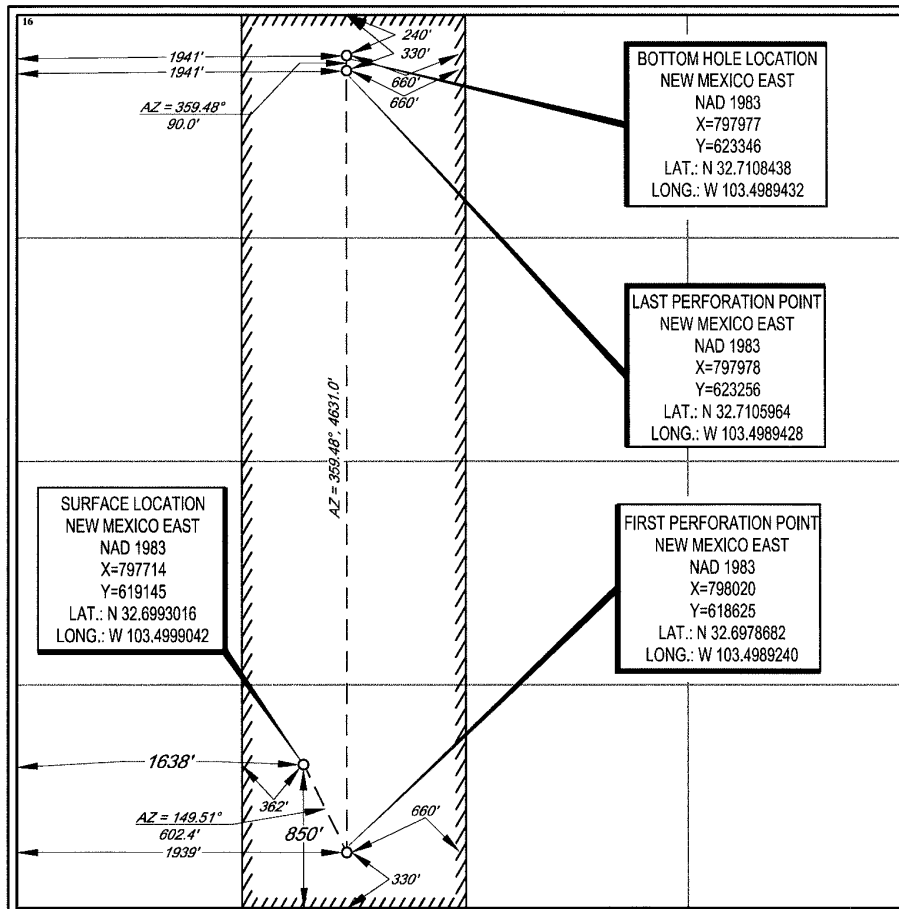 16
240'
1941'
330'
1941'
660'
660'
AZ = 359.48°
90.0'
BOTTOM HOLE LOCATION
NEW MEXICO EAST
NAD 1983
X=797977
Y=623346
LAT.: N 32.7108438
LONG.: W 103.4989432
LAST PERFORATION POINT
NEW MEXICO EAST
NAD 1983
X=797978
Y=623256
LAT.: N 32.7105964
LONG.: W 103.4989428
AZ = 359.48°, 4631.0'
SURFACE LOCATION
NEW MEXICO EAST
NAD 1983
X=797714
Y=619145
LAT.: N 32.6993016
LONG.: W 103.4999042
FIRST PERFORATION POINT
NEW MEXICO EAST
NAD 1983
X=798020
Y=618625
LAT.: N 32.6978682
LONG.: W 103.4989240
1638'
362'
AZ = 149.51°
602.4'
850'
660'
1939'
330'